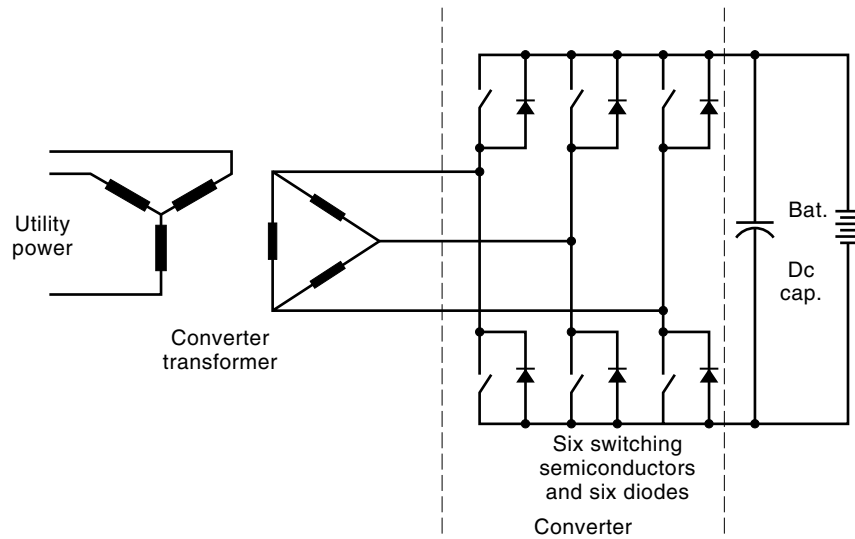 Utility
power
Converter
transformer
Bat.
Dc
cap.
Six switching
semiconductors
and six diodes
Converter